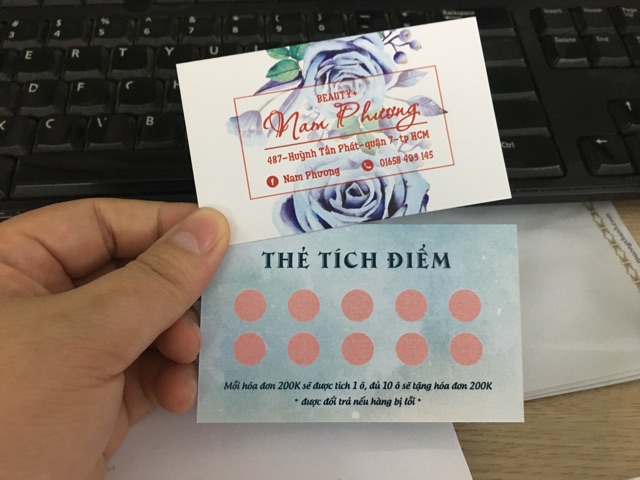 BEAUTY+
Nam Phương
487-Huỳnh Tấn Phát-quận 7-tp HCM
Nam Phương 01658 493 145
THẺ TÍCH ĐIỂM
Mỗi hóa đơn 200K sẽ được tích 1 ô, đủ 10 ô sẽ tặng hóa đơn 200K
* được đổi trả nếu hàng bị lỗi *